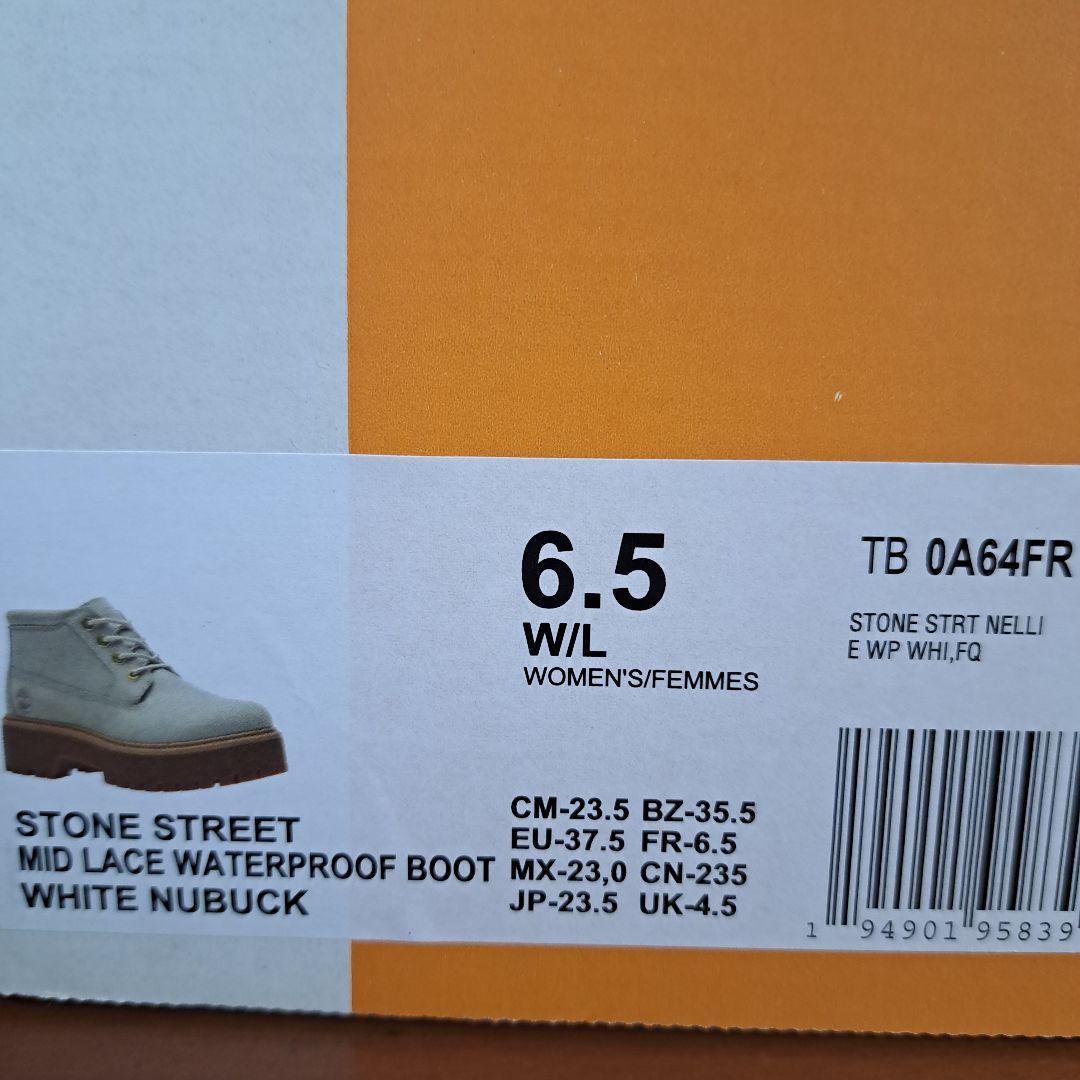 6.5
W/L
WOMEN'S/FEMMES
TB 0A64FR
STONE STRT NELLI
E WP WHI,FQ
STONE STREET
MID LACE WATERPROOF BOOT
WHITE NUBUCK
CM-23.5 BZ-35.5
EU-37.5 FR-6.5
MX-23,0 CN-235
JP-23.5 UK-4.5
1 94901 95839